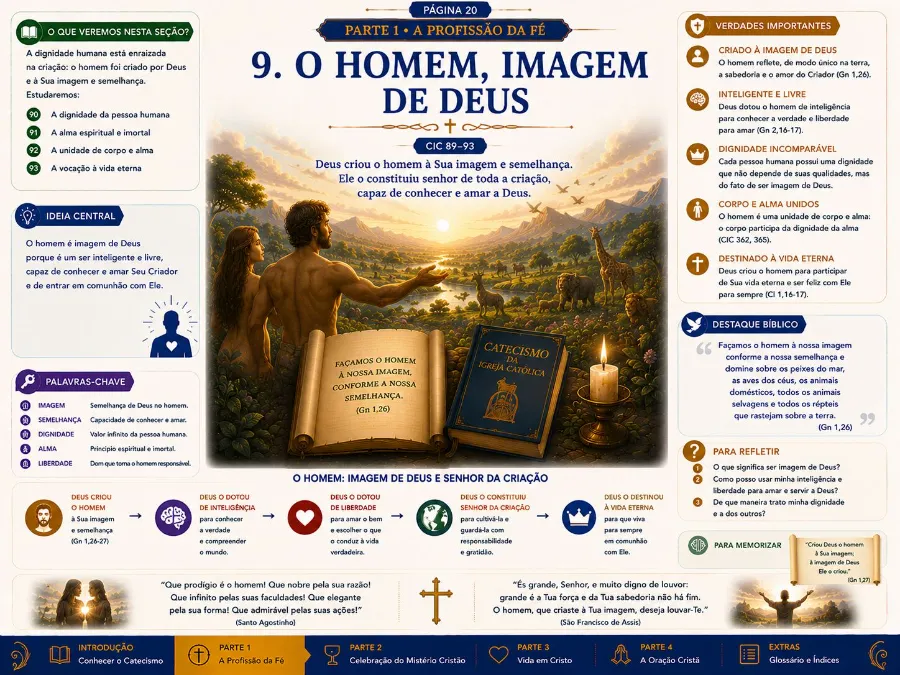 PÁGINA 20
PARTE 1 • A PROFISSÃO DA FÉ
9. O HOMEM, IMAGEM
DE DEUS
CIC 89–93
Deus criou o homem à Sua imagem e semelhança.
Ele o constituiu senhor de toda a criação,
capaz de conhecer e amar a Deus.
O QUE VEREMOS NESTA SEÇÃO?
A dignidade humana está enraizada
na criação: o homem foi criado por Deus
e à Sua imagem e semelhança.
Estudaremos:
90 A dignidade da pessoa humana
91 A alma espiritual e imortal
92 A unidade de corpo e alma
93 A vocação à vida eterna
IDEIA CENTRAL
O homem é imagem de Deus
porque é um ser inteligente e livre,
capaz de conhecer e amar Seu Criador
e de entrar em comunhão com Ele.
PALAVRAS-CHAVE
IMAGEM Semelhança de Deus no homem.
SEMELHANÇA Capacidade de conhecer e amar.
DIGNIDADE Valor infinito da pessoa humana.
ALMA Princípio espiritual e imortal.
LIBERDADE Dom que torna o homem responsável.
FAÇAMOS O HOMEM
À NOSSA IMAGEM,
CONFORME A NOSSA
SEMELHANÇA.
(Gn 1,26)
CATECISMO
DA
IGREJA CATÓLICA
VERDADES IMPORTANTES
CRIADO À IMAGEM DE DEUS
O homem reflete, de modo único na terra,
a sabedoria e o amor do Criador (Gn 1,26).
INTELIGENTE E LIVRE
Deus dotou o homem de inteligência
para conhecer a verdade e liberdade
para amar (Gn 2,16-17).
DIGNIDADE INCOMPARÁVEL
Cada pessoa humana possui uma dignidade
que não depende de suas qualidades, mas
do fato de ser imagem de Deus.
CORPO E ALMA UNIDOS
O homem é uma unidade de corpo e alma:
o corpo participa da dignidade da alma
(CIC 362, 365).
DESTINADO À VIDA ETERNA
Deus criou o homem para participar
de Sua vida eterna e ser feliz com Ele
para sempre (Cl 1,16-17).
DESTAQUE BÍBLICO
“Façamos o homem à nossa imagem
conforme a nossa semelhança e
domine sobre os peixes do mar,
as aves dos céus, os animais
domésticos, todos os animais
selvagens e todos os répteis
que rastejam sobre a terra.
(Gn 1,26)”
PARA REFLETIR
1 O que significa ser imagem de Deus?
2 Como posso usar minha inteligência e
liberdade para amar e servir a Deus?
3 De que maneira trato minha dignidade
e a dos outros?
PARA MEMORIZAR
“Criou Deus o homem
à Sua imagem;
à imagem de Deus
Ele o criou.”
(Gn 1,27)
O HOMEM: IMAGEM DE DEUS E SENHOR DA CRIAÇÃO
DEUS CRIOU
O HOMEM
à Sua imagem
e semelhança
(Gn 1,26-27)
→
DEUS O DOTOU
DE INTELIGÊNCIA
para conhecer
a verdade
e compreender
o mundo.
→
DEUS O DOTOU
DE LIBERDADE
para amar o bem
e escolher o que
o conduz à vida
verdadeira.
→
DEUS O CONSTITUIU
SENHOR DA CRIAÇÃO
para cultivá-la e
guardá-la com
responsabilidade
e gratidão.
→
DEUS O DESTINOU
À VIDA ETERNA
para que viva
para sempre
em comunhão
com Ele.
“Que prodígio é o homem! Que nobre pela sua razão!
Que infinito pelas suas faculdades! Que elegante
pela sua forma! Que admirável pelas suas ações!”
(Santo Agostinho)
“És grande, Senhor, e muito digno de louvor:
grande é a Tua força e da Tua sabedoria não há fim.
O homem, que criaste à Tua imagem, deseja louvar-Te.”
(São Francisco de Assis)
INTRODUÇÃO
Conhecer o Catecismo
PARTE 1
A Profissão da Fé
PARTE 2
Celebração do Mistério Cristão
PARTE 3
Vida em Cristo
PARTE 4
A Oração Cristã
EXTRAS
Glossário e Índices